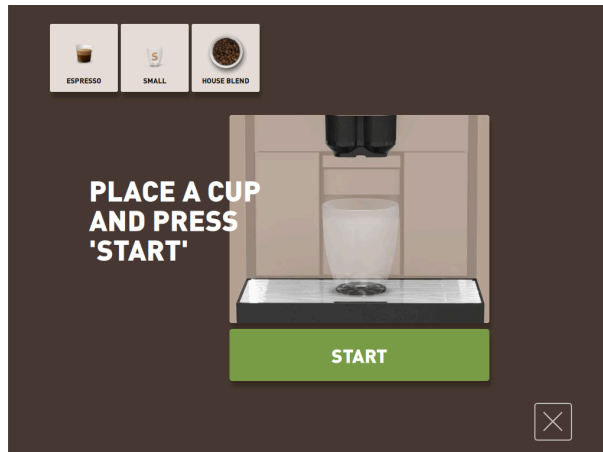 S
ESPRESSO
SMALL
HOUSE BLEND
PLACE A CUP
AND PRESS
'START'
START